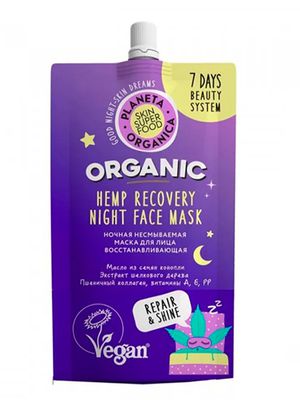 GOOD NIGHT-SKIN DREAMS
PLANETA
ORGANICA
SKIN
SUPER
FOOD
7 DAYS
BEAUTY
SYSTEM
ORGANIC
HEMP RECOVERY
NIGHT FACE MASK
НОЧНАЯ НЕСМЫВАЕМАЯ
МАСКА ДЛЯ ЛИЦА
ВОССТАНАВЛИВАЮЩАЯ
Масло из семян конопли
Экстракт шелкового дерева
Пшеничный коллаген, витамины А, Б, РР
REPAIR
& SHINE
zz
Vegan